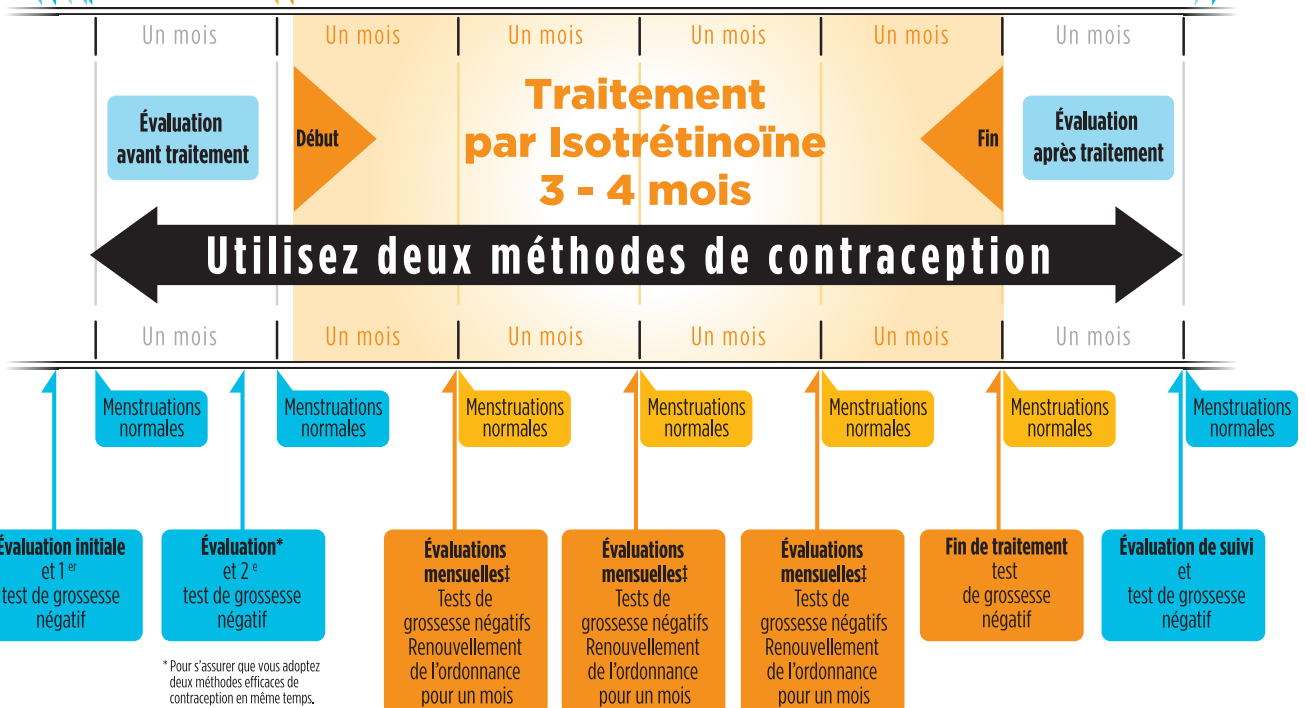 Un mois
Un mois
Un mois
Un mois
Un mois
Un mois
Évaluation
avant traitement
Début
Traitement
par Isotrétinoïne
3 - 4 mois
Fin
Évaluation
après traitement
Utilisez deux méthodes de contraception
Un mois
Un mois
Un mois
Un mois
Un mois
Un mois
Menstruations
normales
Menstruations
normales
Menstruations
normales
Menstruations
normales
Menstruations
normales
Menstruations
normales
Menstruations
normales
Évaluation initiale
et 1 er
test de grossesse
négatif
Évaluation*
et 2 e
test de grossesse
négatif
* Pour s'assurer que vous adoptez
deux méthodes efficaces de
contraception en même temps.
Évaluations
mensuelles‡
Tests de
grossesse négatifs
Renouvellement
de l'ordonnance
pour un mois
Évaluations
mensuelles‡
Tests de
grossesse négatifs
Renouvellement
de l'ordonnance
pour un mois
Évaluations
mensuelles‡
Tests de
grossesse négatifs
Renouvellement
de l'ordonnance
pour un mois
Fin de traitement
test
de grossesse
négatif
Évaluation de suivi
et
test de grossesse
négatif